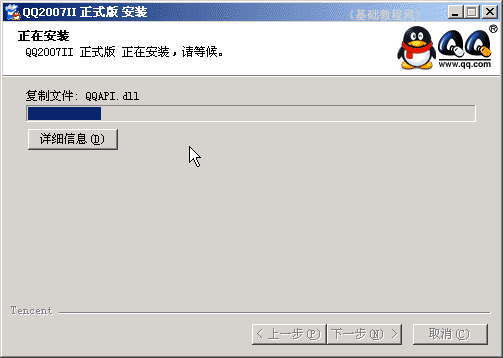 QQ2007II 正式版 安装
《基础教程网》
正在安装
QQ2007II 正式版 正在安装，请等候。
www.qq.com
复制文件: QQAPI.dll
详细信息(D)
Tencent
< 上一步(P)
下一步(N) >
取消(C)